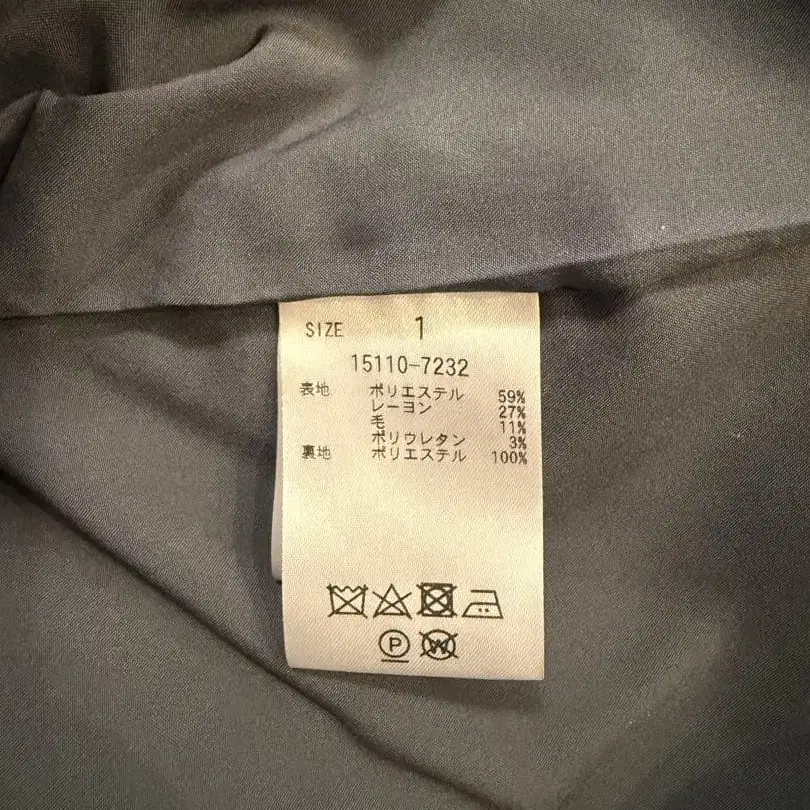 SIZE 1
15110-7232
表地 ポリエステル 59%
レーヨン 27%
毛 11%
ポリウレタン 3%
裏地 ポリエステル 100%
P W